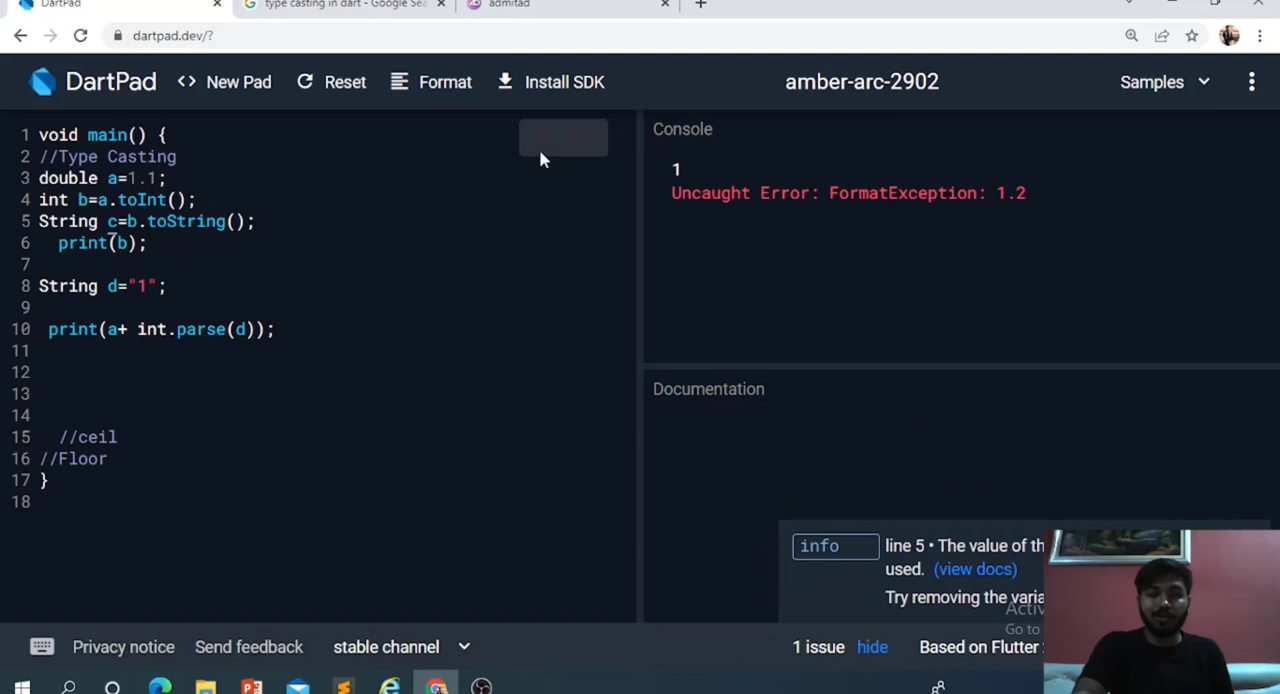 DartPad
type casting in dart - Google Sea
admitad
dartpad.dev/?
DartPad
<> New Pad
Reset
Format
Install SDK
amber-arc-2902
Samples
1 void main() {
2 //Type Casting
3 double a=1.1;
4 int b=a.toInt();
5 String c=b.toString();
6 print(b);
7
8 String d="1";
9
10 print(a+ int.parse(d));
11
12
13
14
15 //ceil
16 //Floor
17 }
18
Console
1
Uncaught Error: FormatException: 1.2
Documentation
info
line 5 • The value of th
used. (view docs)
Try removing the varia
Activ
Go to
Privacy notice
Send feedback
stable channel
1 issue
hide
Based on Flutter